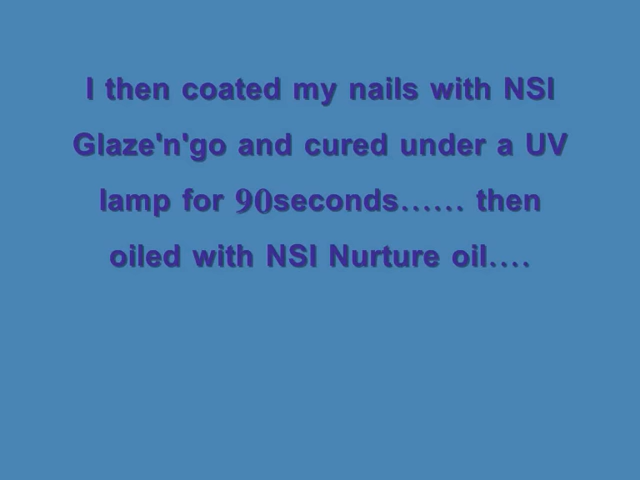 I then coated my nails with NSI
Glaze'n'go and cured under a UV
lamp for 90seconds...... then
oiled with NSI Nurture oil....